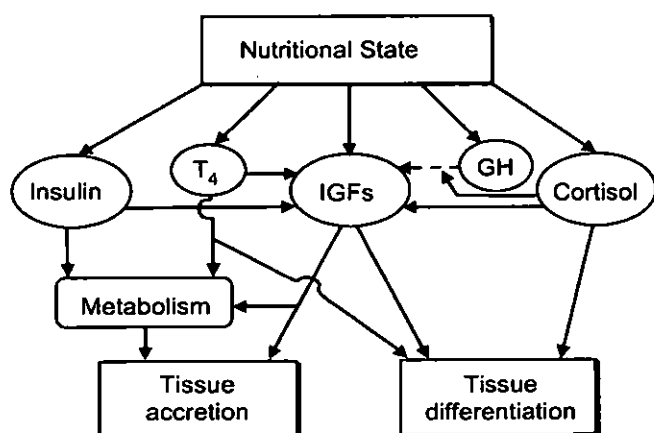 Nutritional State
Insulin
T4
IGFs
GH
Cortisol
Metabolism
Tissue
accretion
Tissue
differentiation